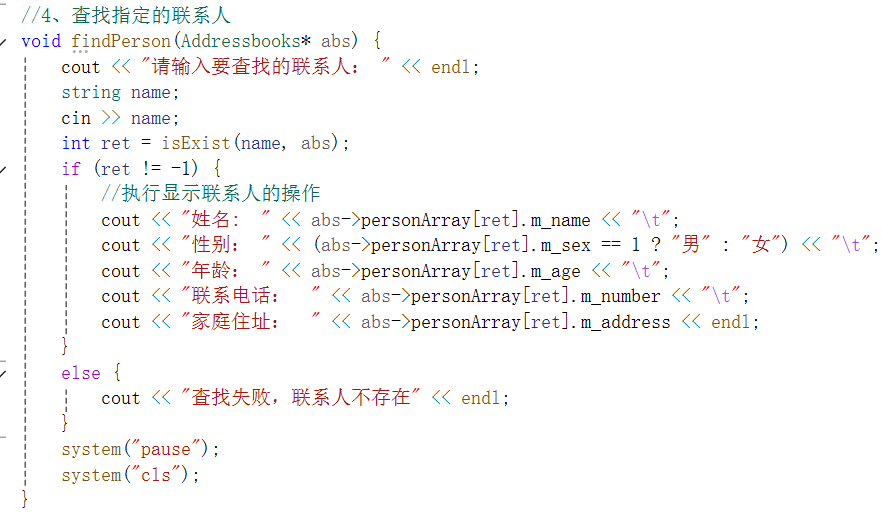 //4、查找指定的联系人
void findPerson(Addressbooks* abs) {
    cout << "请输入要查找的联系人： " << endl;
    string name;
    cin >> name;
    int ret = isExist(name, abs);
    if (ret != -1) {
        //执行显示联系人的操作
        cout << "姓名： " << abs->personArray[ret].m_name << "\t";
        cout << "性别： " << (abs->personArray[ret].m_sex == 1 ? "男" : "女") << "\t";
        cout << "年龄： " << abs->personArray[ret].m_age << "\t";
        cout << "联系电话：  " << abs->personArray[ret].m_number << "\t";
        cout << "家庭住址：  " << abs->personArray[ret].m_address << endl;
    }
    else {
        cout << "查找失败，联系人不存在" << endl;
    }
    system("pause");
    system("cls");
}